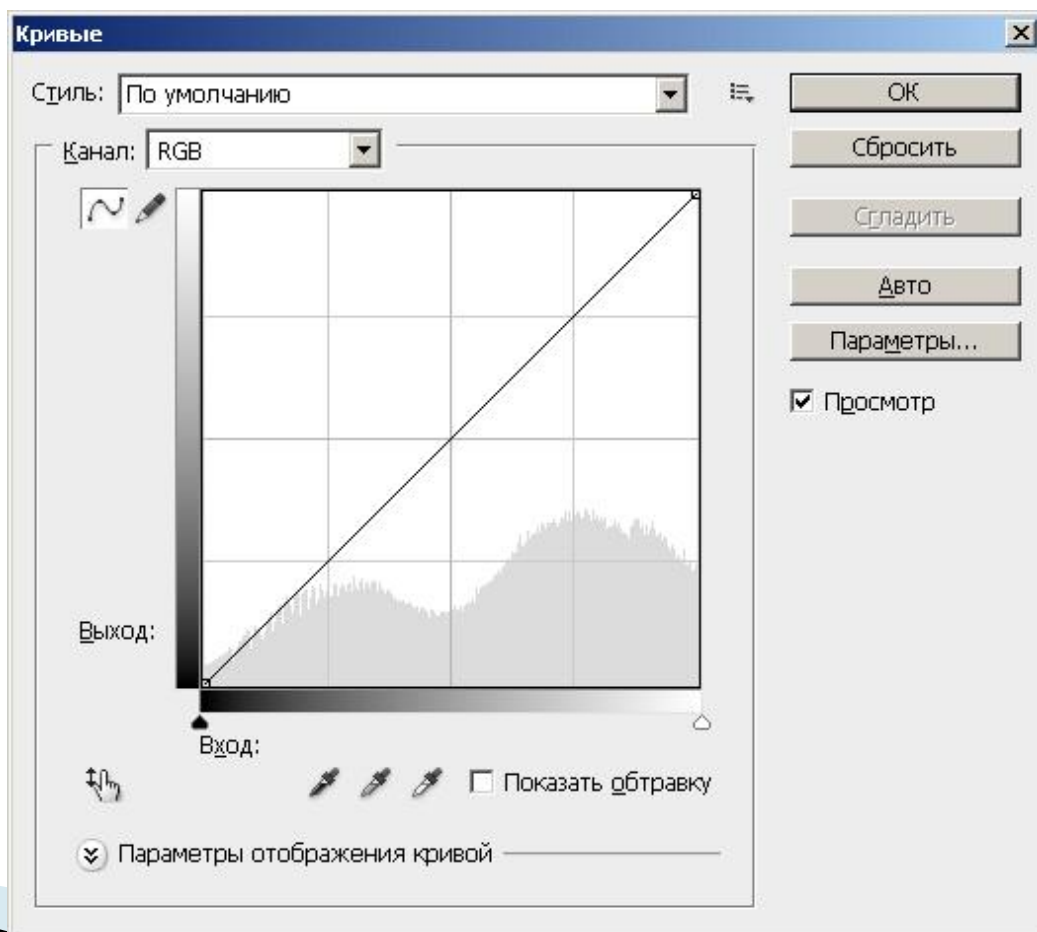 Кривые
Стиль: По умолчанию
ОК
Канал: RGB
Сбросить
Сгладить
Авто
Параметры...
Просмотр
Выход:
Вход:
Показать обтравку
Параметры отображения кривой